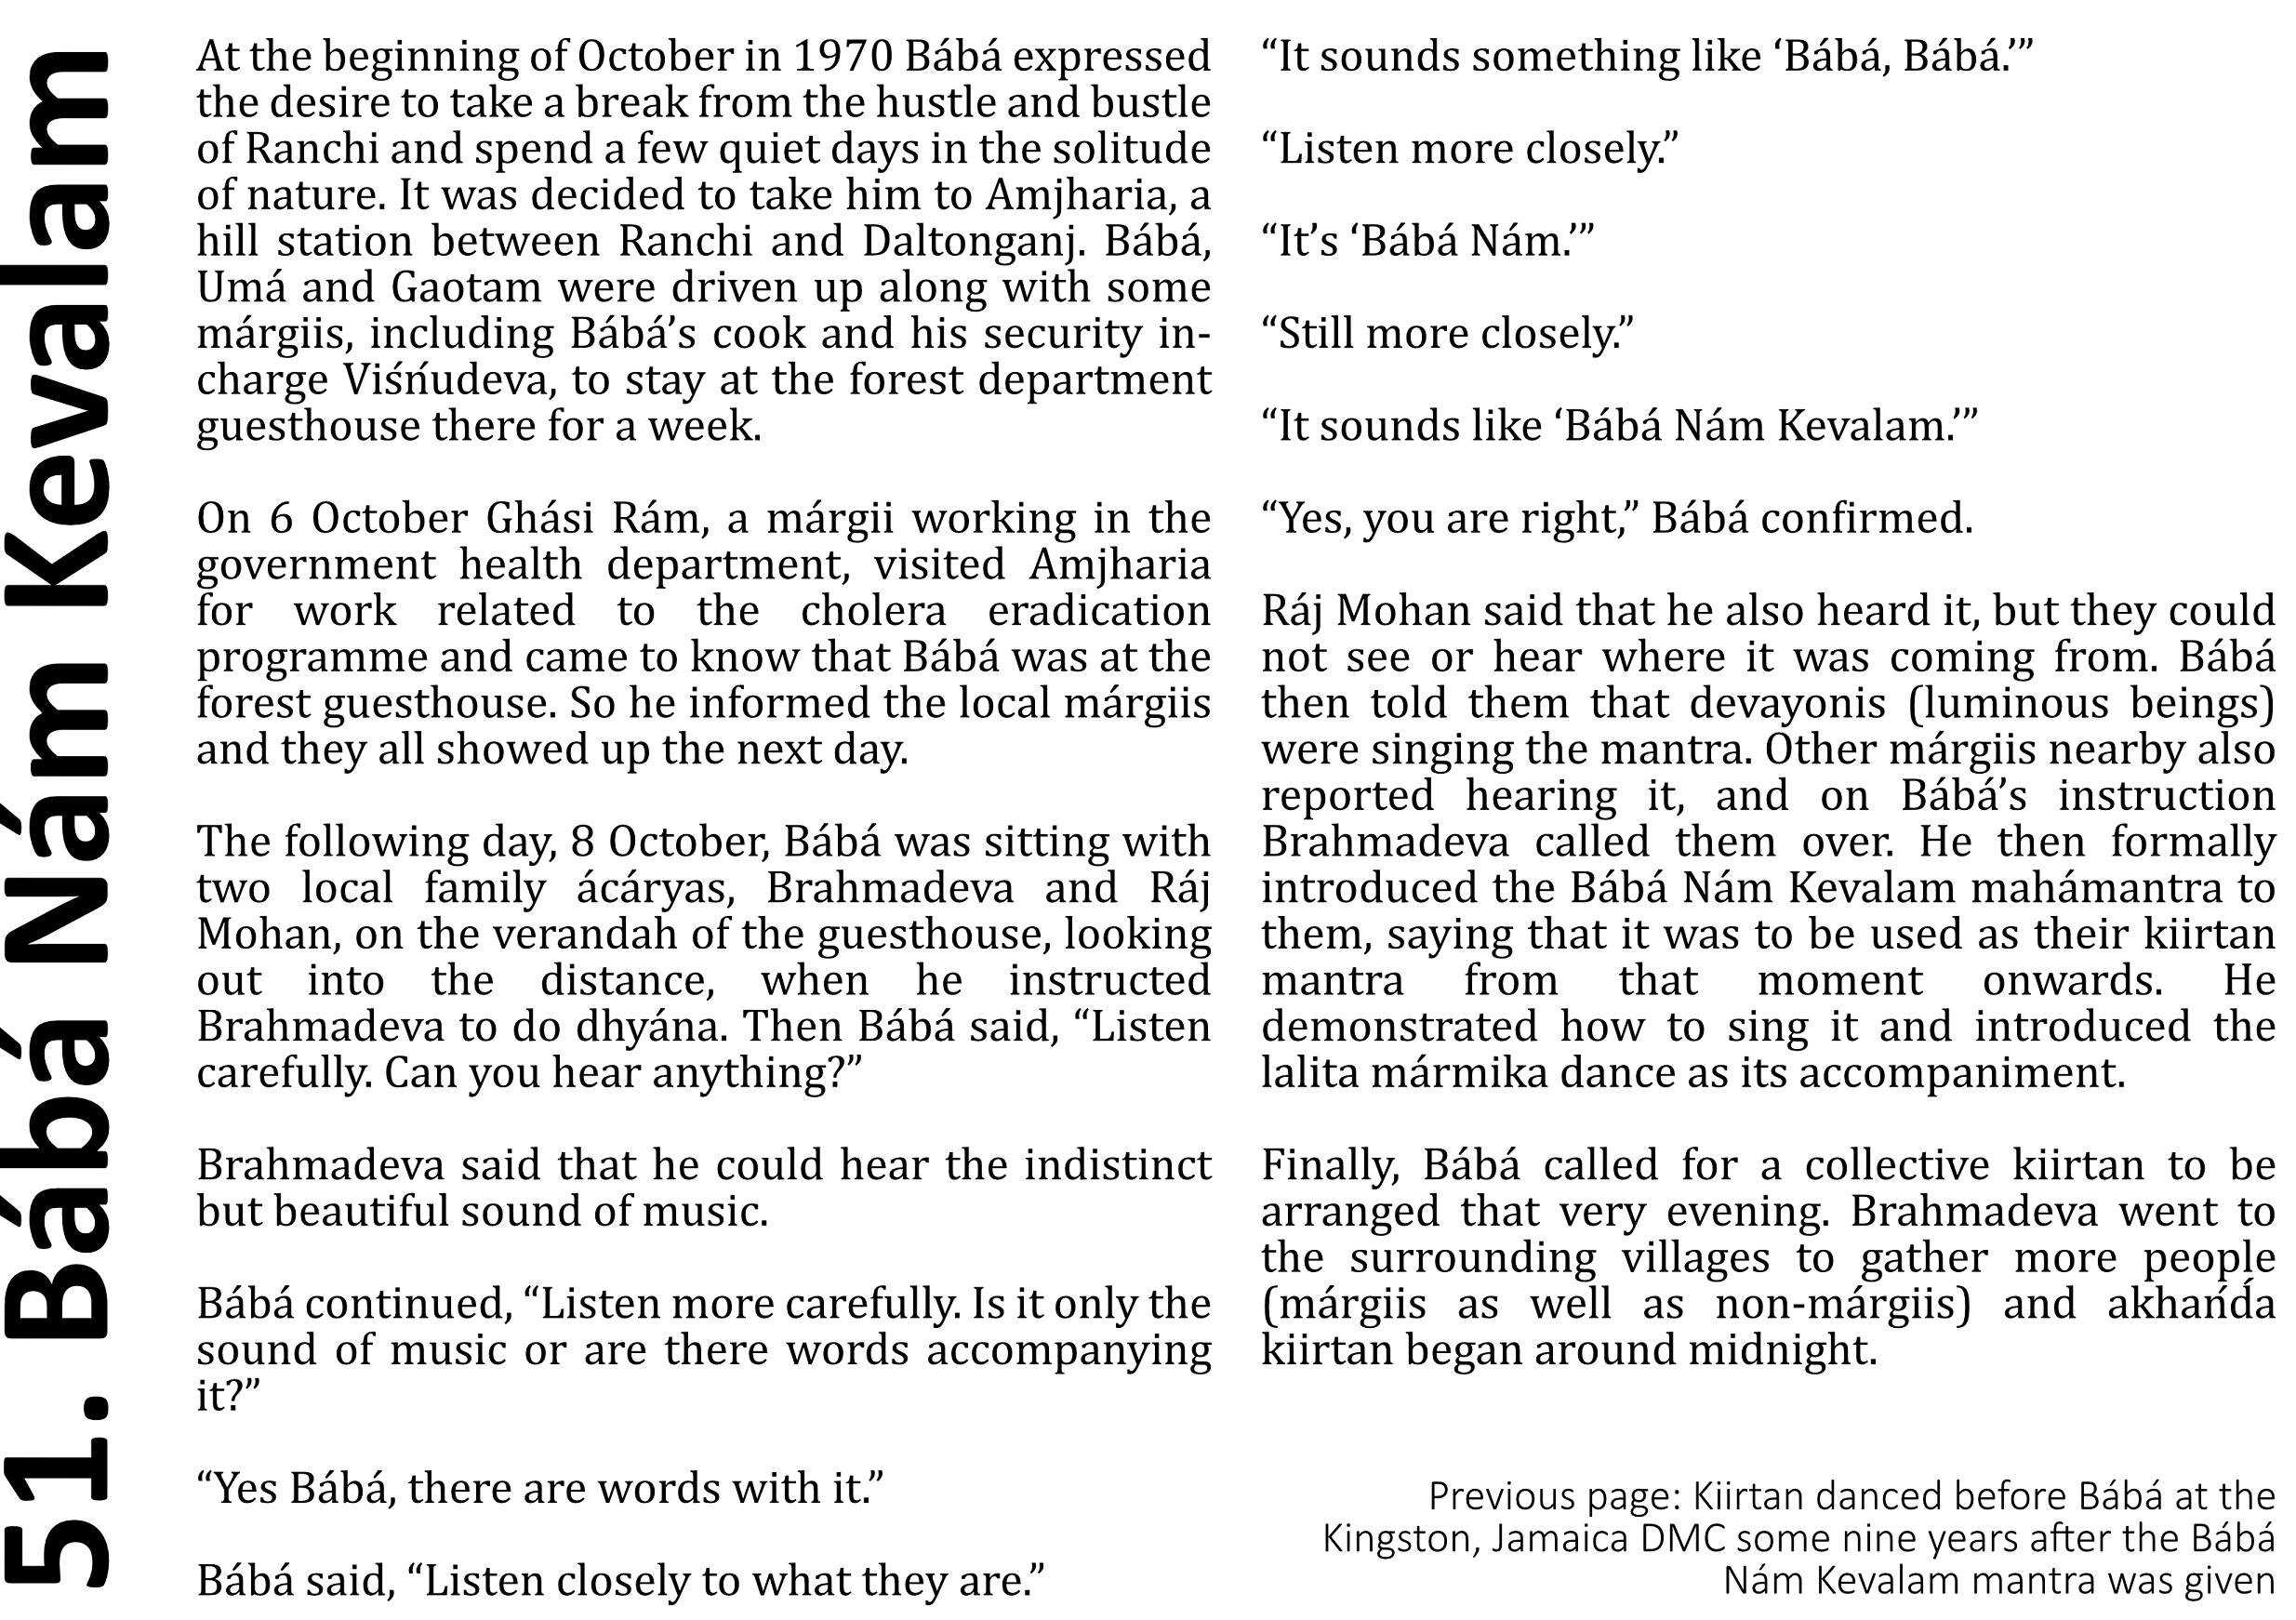 51. Bábá Nám Kevalam
At the beginning of October in 1970 Bábá expressed
the desire to take a break from the hustle and bustle
of Ranchi and spend a few quiet days in the solitude
of nature. It was decided to take him to Amjharia, a
hill station between Ranchi and Daltonganj. Bábá,
Umá and Gaotam were driven up along with some
márgiis, including Bábá’s cook and his security in-
charge Viśńudeva, to stay at the forest department
guesthouse there for a week.
On 6 October Ghási Rám, a márgii working in the
government health department, visited Amjharia
for work related to the cholera eradication
programme and came to know that Bábá was at the
forest guesthouse. So he informed the local márgiis
and they all showed up the next day.
The following day, 8 October, Bábá was sitting with
two local family ácáryas, Brahmadeva and Ráj
Mohan, on the verandah of the guesthouse, looking
out into the distance, when he instructed
Brahmadeva to do dhyána. Then Bábá said, “Listen
carefully. Can you hear anything?”
Brahmadeva said that he could hear the indistinct
but beautiful sound of music.
Bábá continued, “Listen more carefully. Is it only the
sound of music or are there words accompanying
it?”
“Yes Bábá, there are words with it.”
Bábá said, “Listen closely to what they are.”
“It sounds something like ‘Bábá, Bábá.’”
“Listen more closely.”
“It’s ‘Bábá Nám.’”
“Still more closely.”
“It sounds like ‘Bábá Nám Kevalam.’”
“Yes, you are right,” Bábá confirmed.
Ráj Mohan said that he also heard it, but they could
not see or hear where it was coming from. Bábá
then told them that devayonis (luminous beings)
were singing the mantra. Other márgiis nearby also
reported hearing it, and on Bábá’s instruction
Brahmadeva called them over. He then formally
introduced the Bábá Nám Kevalam mahámantra to
them, saying that it was to be used as their kiirtan
mantra from that moment onwards. He
demonstrated how to sing it and introduced the
lalita mármika dance as its accompaniment.
Finally, Bábá called for a collective kiirtan to be
arranged that very evening. Brahmadeva went to
the surrounding villages to gather more people
(márgiis as well as non-márgiis) and akhańd́a
kiirtan began around midnight.
Previous page: Kiirtan danced before Bábá at the
Kingston, Jamaica DMC some nine years after the Bábá
Nám Kevalam mantra was given